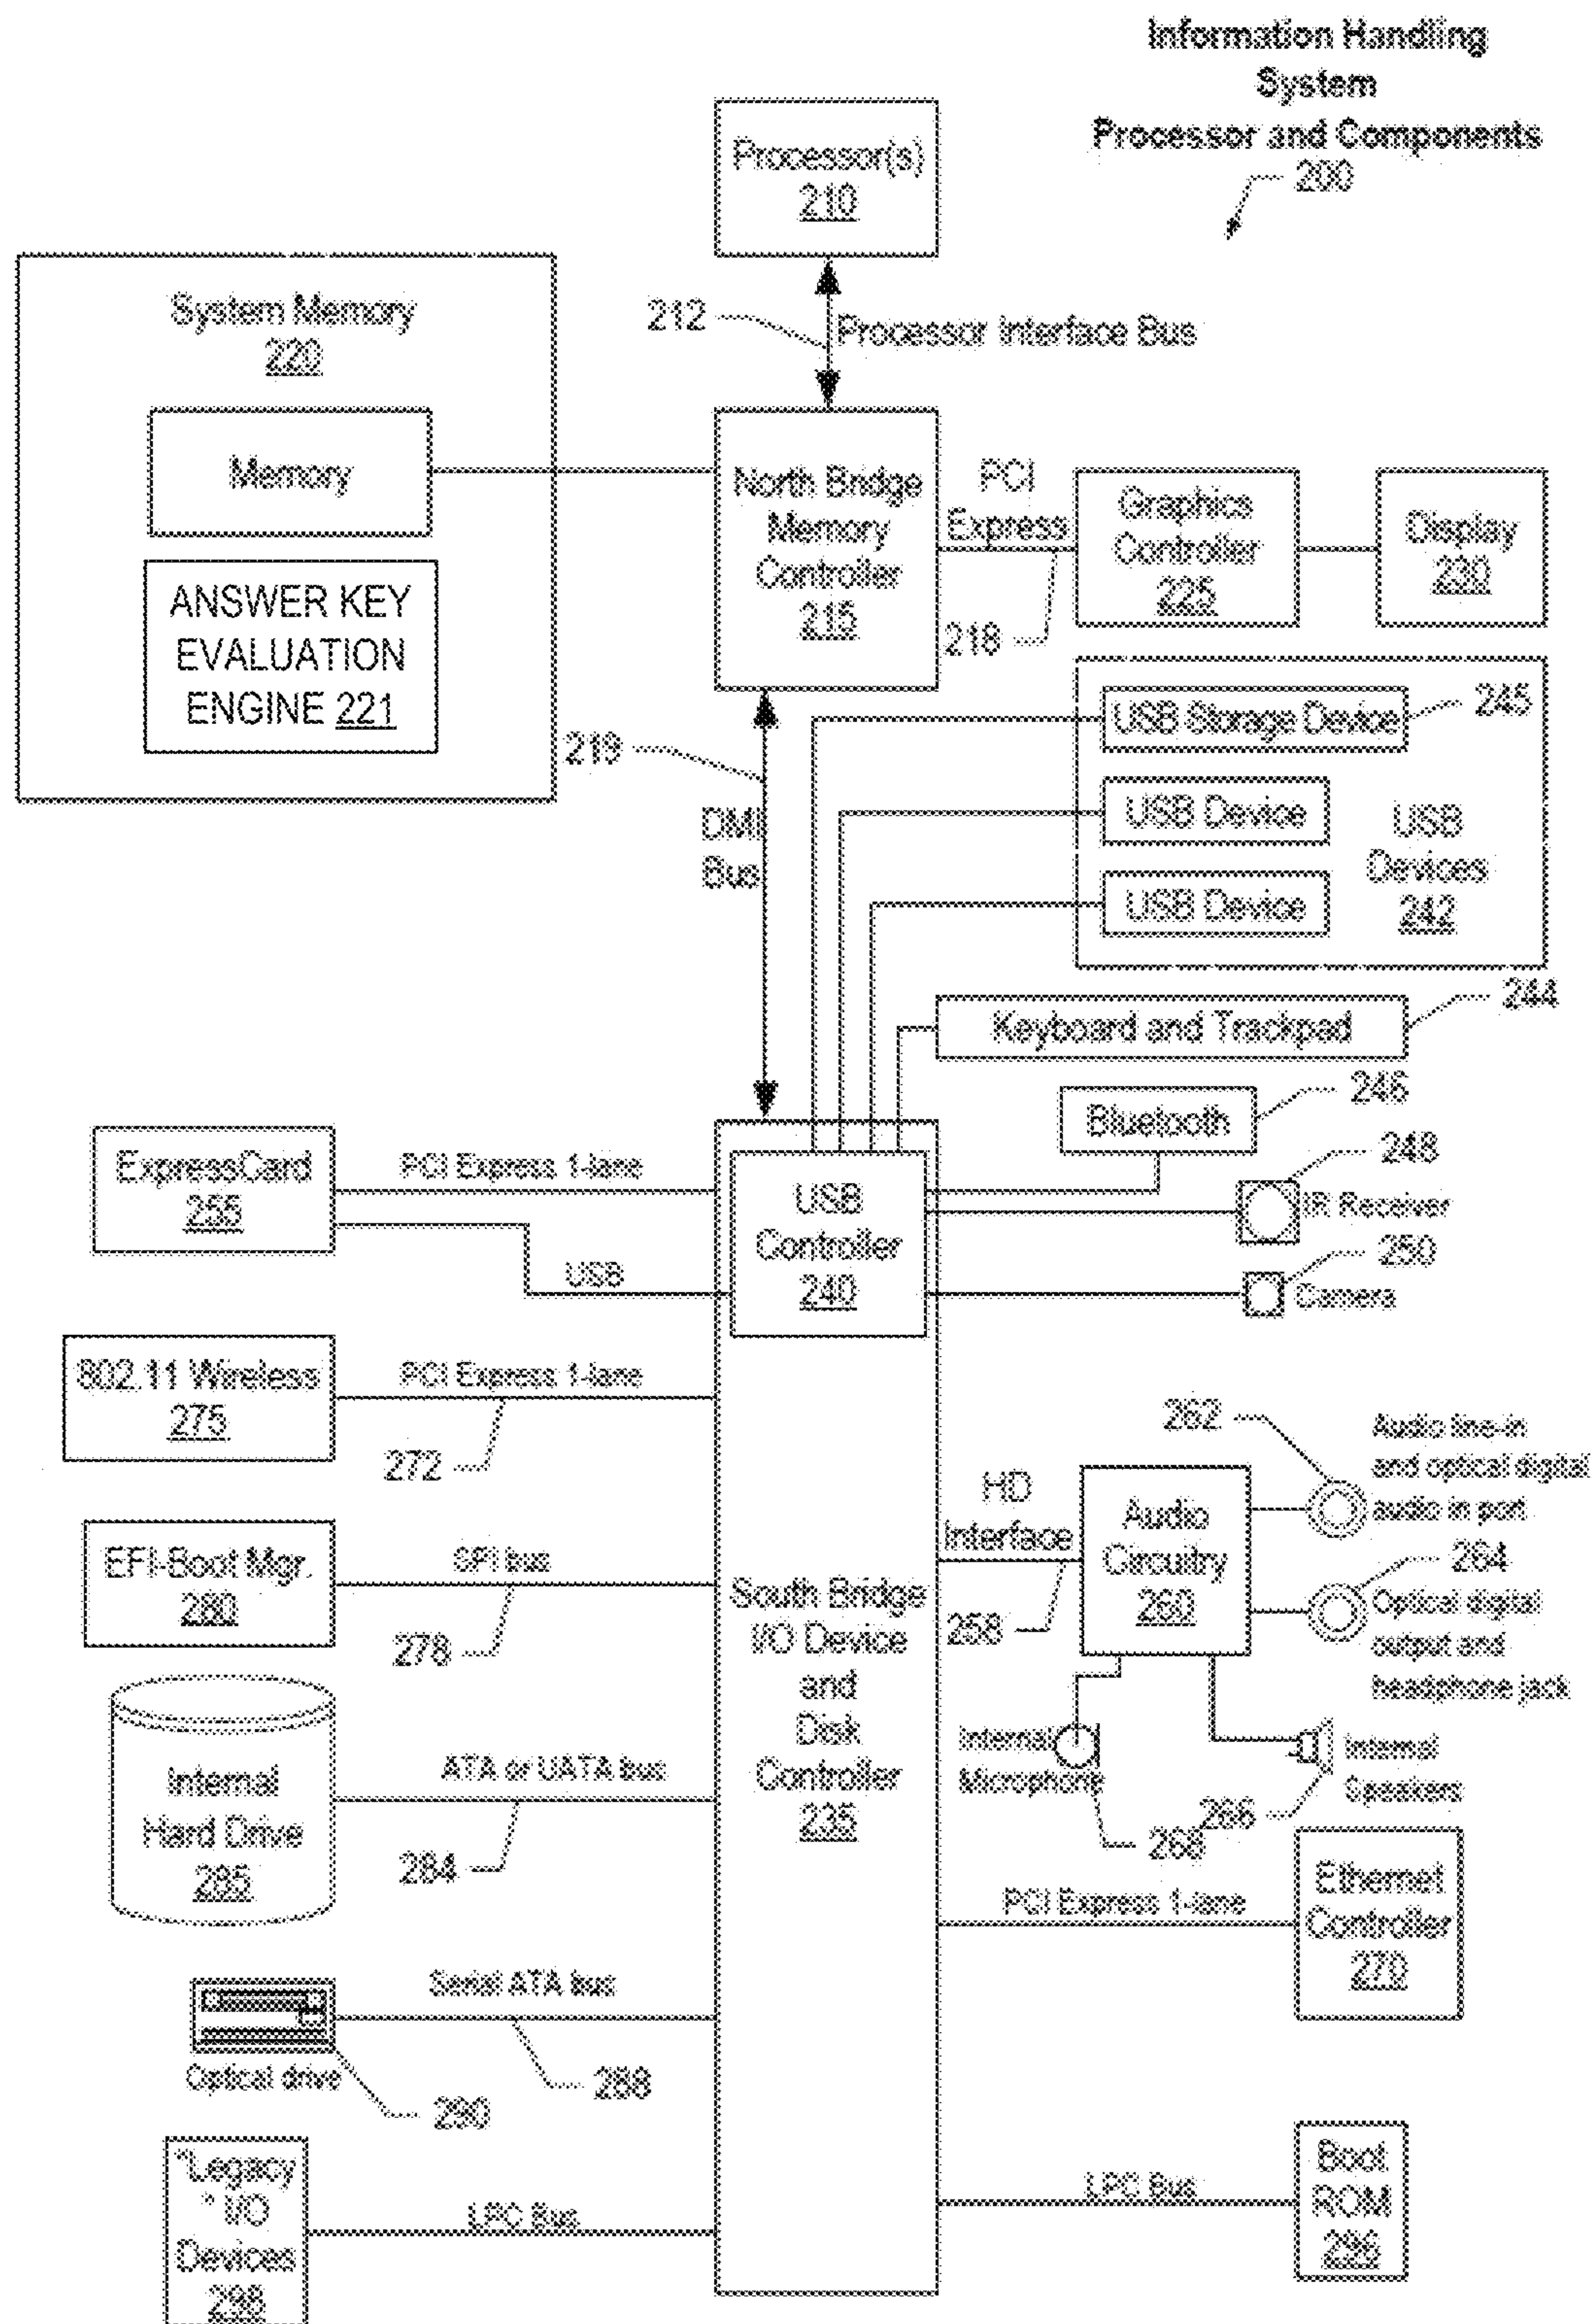 Information Handling
System
Processor and Components
200
Processor(s)
210
212
Processor Interface Bus
System Memory
220
Memory
ANSWER KEY
EVALUATION
ENGINE 221
North Bridge
Memory
Controller
215
PCI
Express
218
Graphics
Controller
225
Display
230
219
DMI
Bus
USB Storage Device
245
USB Device
USB Device
USB
Devices
242
Keyboard and Trackpad
244
Bluetooth
246
248
IR Receiver
250
Camera
ExpressCard
255
PCI Express 1-lane
USB
USB
Controller
240
802.11 Wireless
275
PCI Express 1-lane
272
EFI-Boot Mgr.
280
SPI bus
278
South Bridge
I/O Device
and
Disk
Controller
235
HD
Interface
258
Audio
Circuitry
260
262
Audio line-in
and optical digital
audio in port
264
Optical digital
output and
headphone jack
Internal
Microphone
268
266
Internal
Speakers
Internal
Hard Drive
285
ATA or UATA bus
284
PCI Express 1-lane
Ethernet
Controller
270
Serial ATA bus
288
Optical drive
290
"Legacy
" I/O
Devices
298
LPC Bus
LPC Bus
Boot
ROM
296